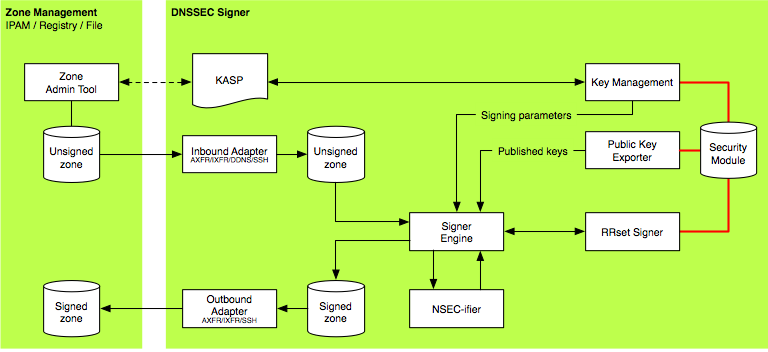 Zone Management
IPAM / Registry / File
DNSSEC Signer
Zone
Admin Tool
KASP
Key Management
Signing parameters
Unsigned
zone
Inbound Adapter
AXFR/IXFR/DDNS/SSH
Unsigned
zone
Published keys
Public Key
Exporter
Security
Module
Signer
Engine
RRset Signer
Signed
zone
Outbound
Adapter
AXFR/IXFR/SSH
Signed
zone
NSEC-ifier